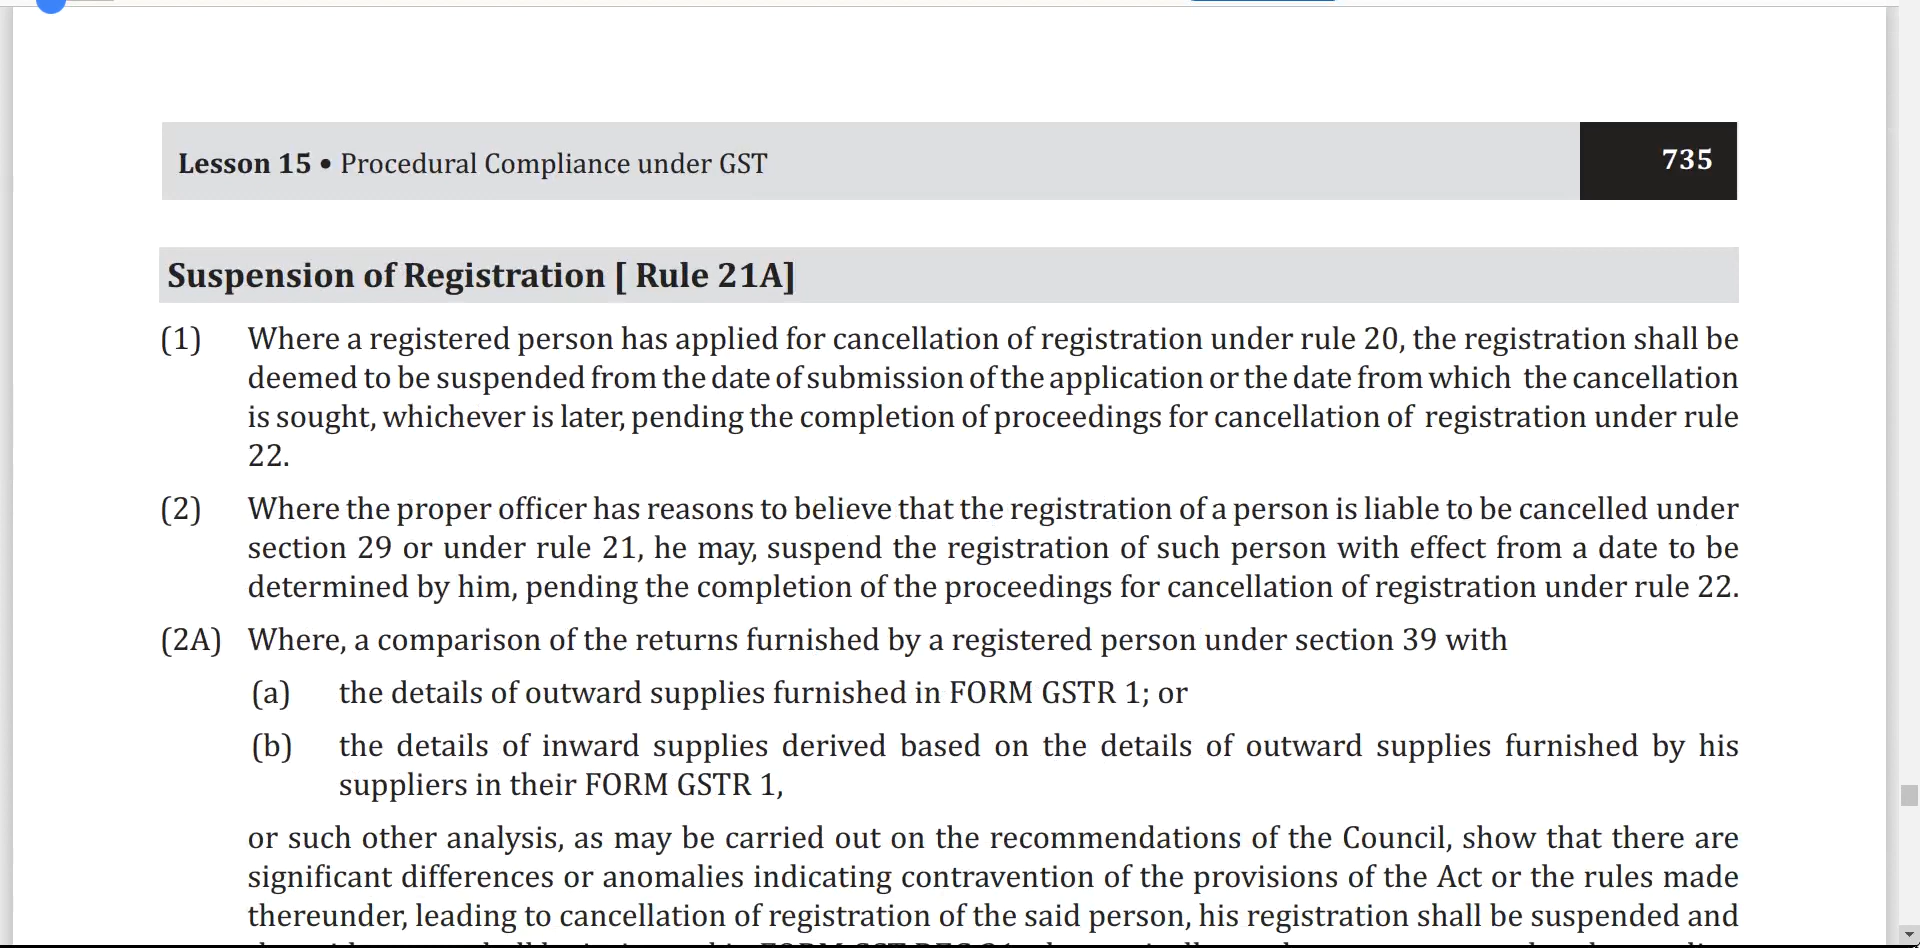 Lesson 15 • Procedural Compliance under GST 735
Suspension of Registration [ Rule 21A]
(1) Where a registered person has applied for cancellation of registration under rule 20, the registration shall be
deemed to be suspended from the date of submission of the application or the date from which the cancellation
is sought, whichever is later, pending the completion of proceedings for cancellation of registration under rule
22.
(2) Where the proper officer has reasons to believe that the registration of a person is liable to be cancelled under
section 29 or under rule 21, he may, suspend the registration of such person with effect from a date to be
determined by him, pending the completion of the proceedings for cancellation of registration under rule 22.
(2A) Where, a comparison of the returns furnished by a registered person under section 39 with
(a) the details of outward supplies furnished in FORM GSTR 1; or
(b) the details of inward supplies derived based on the details of outward supplies furnished by his
suppliers in their FORM GSTR 1,
or such other analysis, as may be carried out on the recommendations of the Council, show that there are
significant differences or anomalies indicating contravention of the provisions of the Act or the rules made
thereunder, leading to cancellation of registration of the said person, his registration shall be suspended and